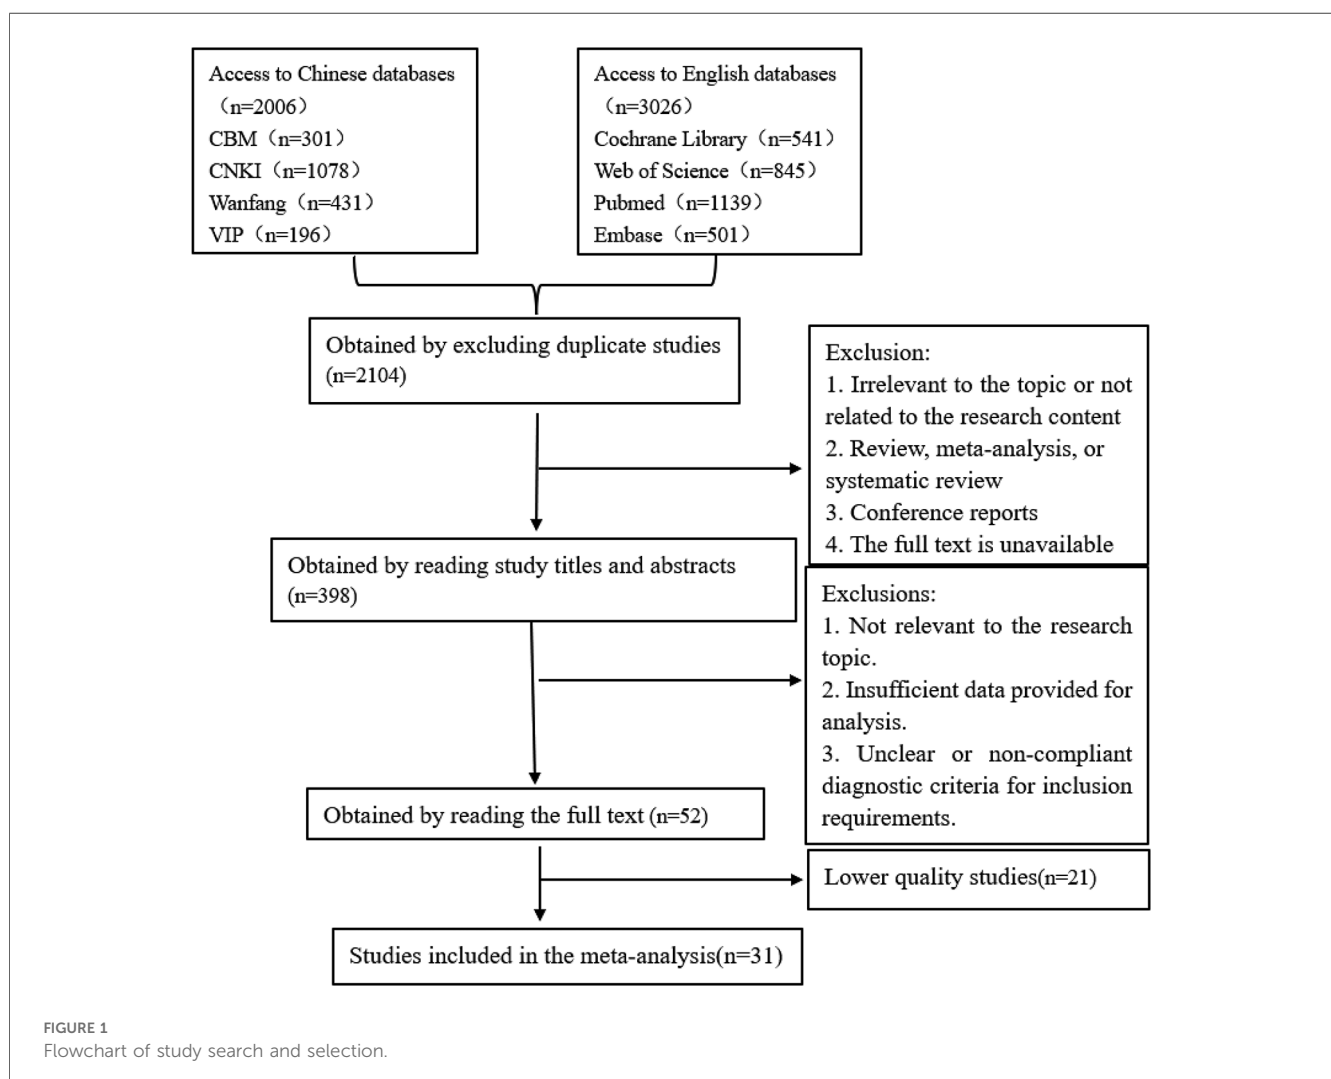 Access to Chinese databases
（n=2006）
CBM（n=301）
CNKI（n=1078）
Wanfang（n=431）
VIP（n=196）
Access to English databases
（n=3026）
Cochrane Library（n=541）
Web of Science（n=845）
Pubmed（n=1139）
Embase（n=501）
Obtained by excluding duplicate studies
(n=2104)
Exclusion:
1. Irrelevant to the topic or not
related to the research content
2. Review, meta-analysis, or
systematic review
3. Conference reports
4. The full text is unavailable
Obtained by reading study titles and abstracts
(n=398)
Exclusions:
1. Not relevant to the research
topic.
2. Insufficient data provided for
analysis.
3. Unclear or non-compliant
diagnostic criteria for inclusion
requirements.
Obtained by reading the full text (n=52)
Lower quality studies(n=21)
Studies included in the meta-analysis(n=31)
FIGURE 1
Flowchart of study search and selection.